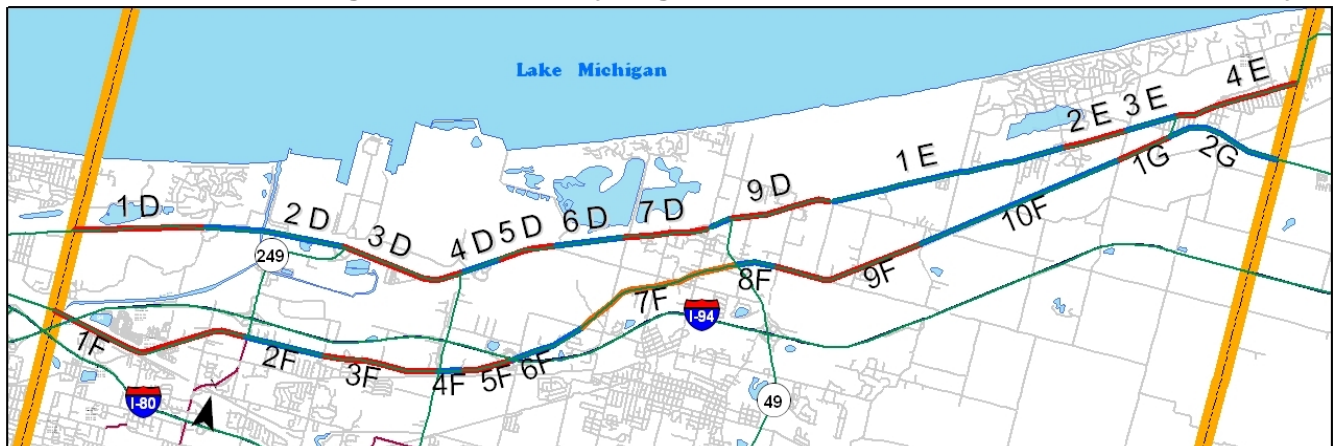 Lake Michigan
4 E
3 E
2 E
1 E
1G
2G
9 D
10F
1 D
2 D
3 D
4 D
5 D
6 D
7 D
249
8F
9F
7F
I-94
1F
2F
3F
4F
5F
6F
I-80
49